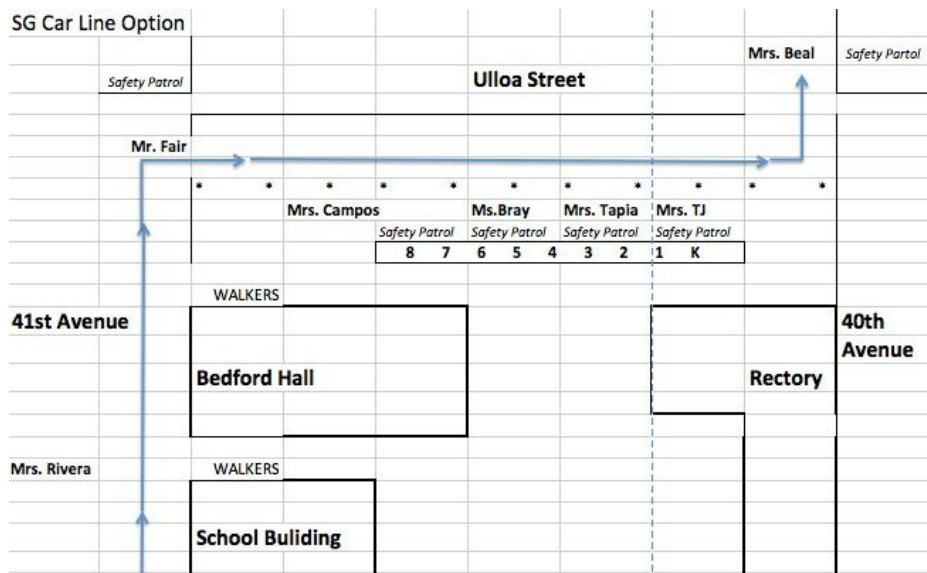 SG Car Line Option
Mrs. Beal
Safety Partol
Safety Patrol
Ulloa Street
Mr. Fair
* * * * * * * * * * *
Mrs. Campos Ms.Bray Mrs. Tapia Mrs. TJ
Safety Patrol Safety Patrol Safety Patrol Safety Patrol
8 7 6 5 4 3 2 1 K
WALKERS
41st Avenue
40th
Avenue
Bedford Hall
Rectory
Mrs. Rivera
WALKERS
School Buliding